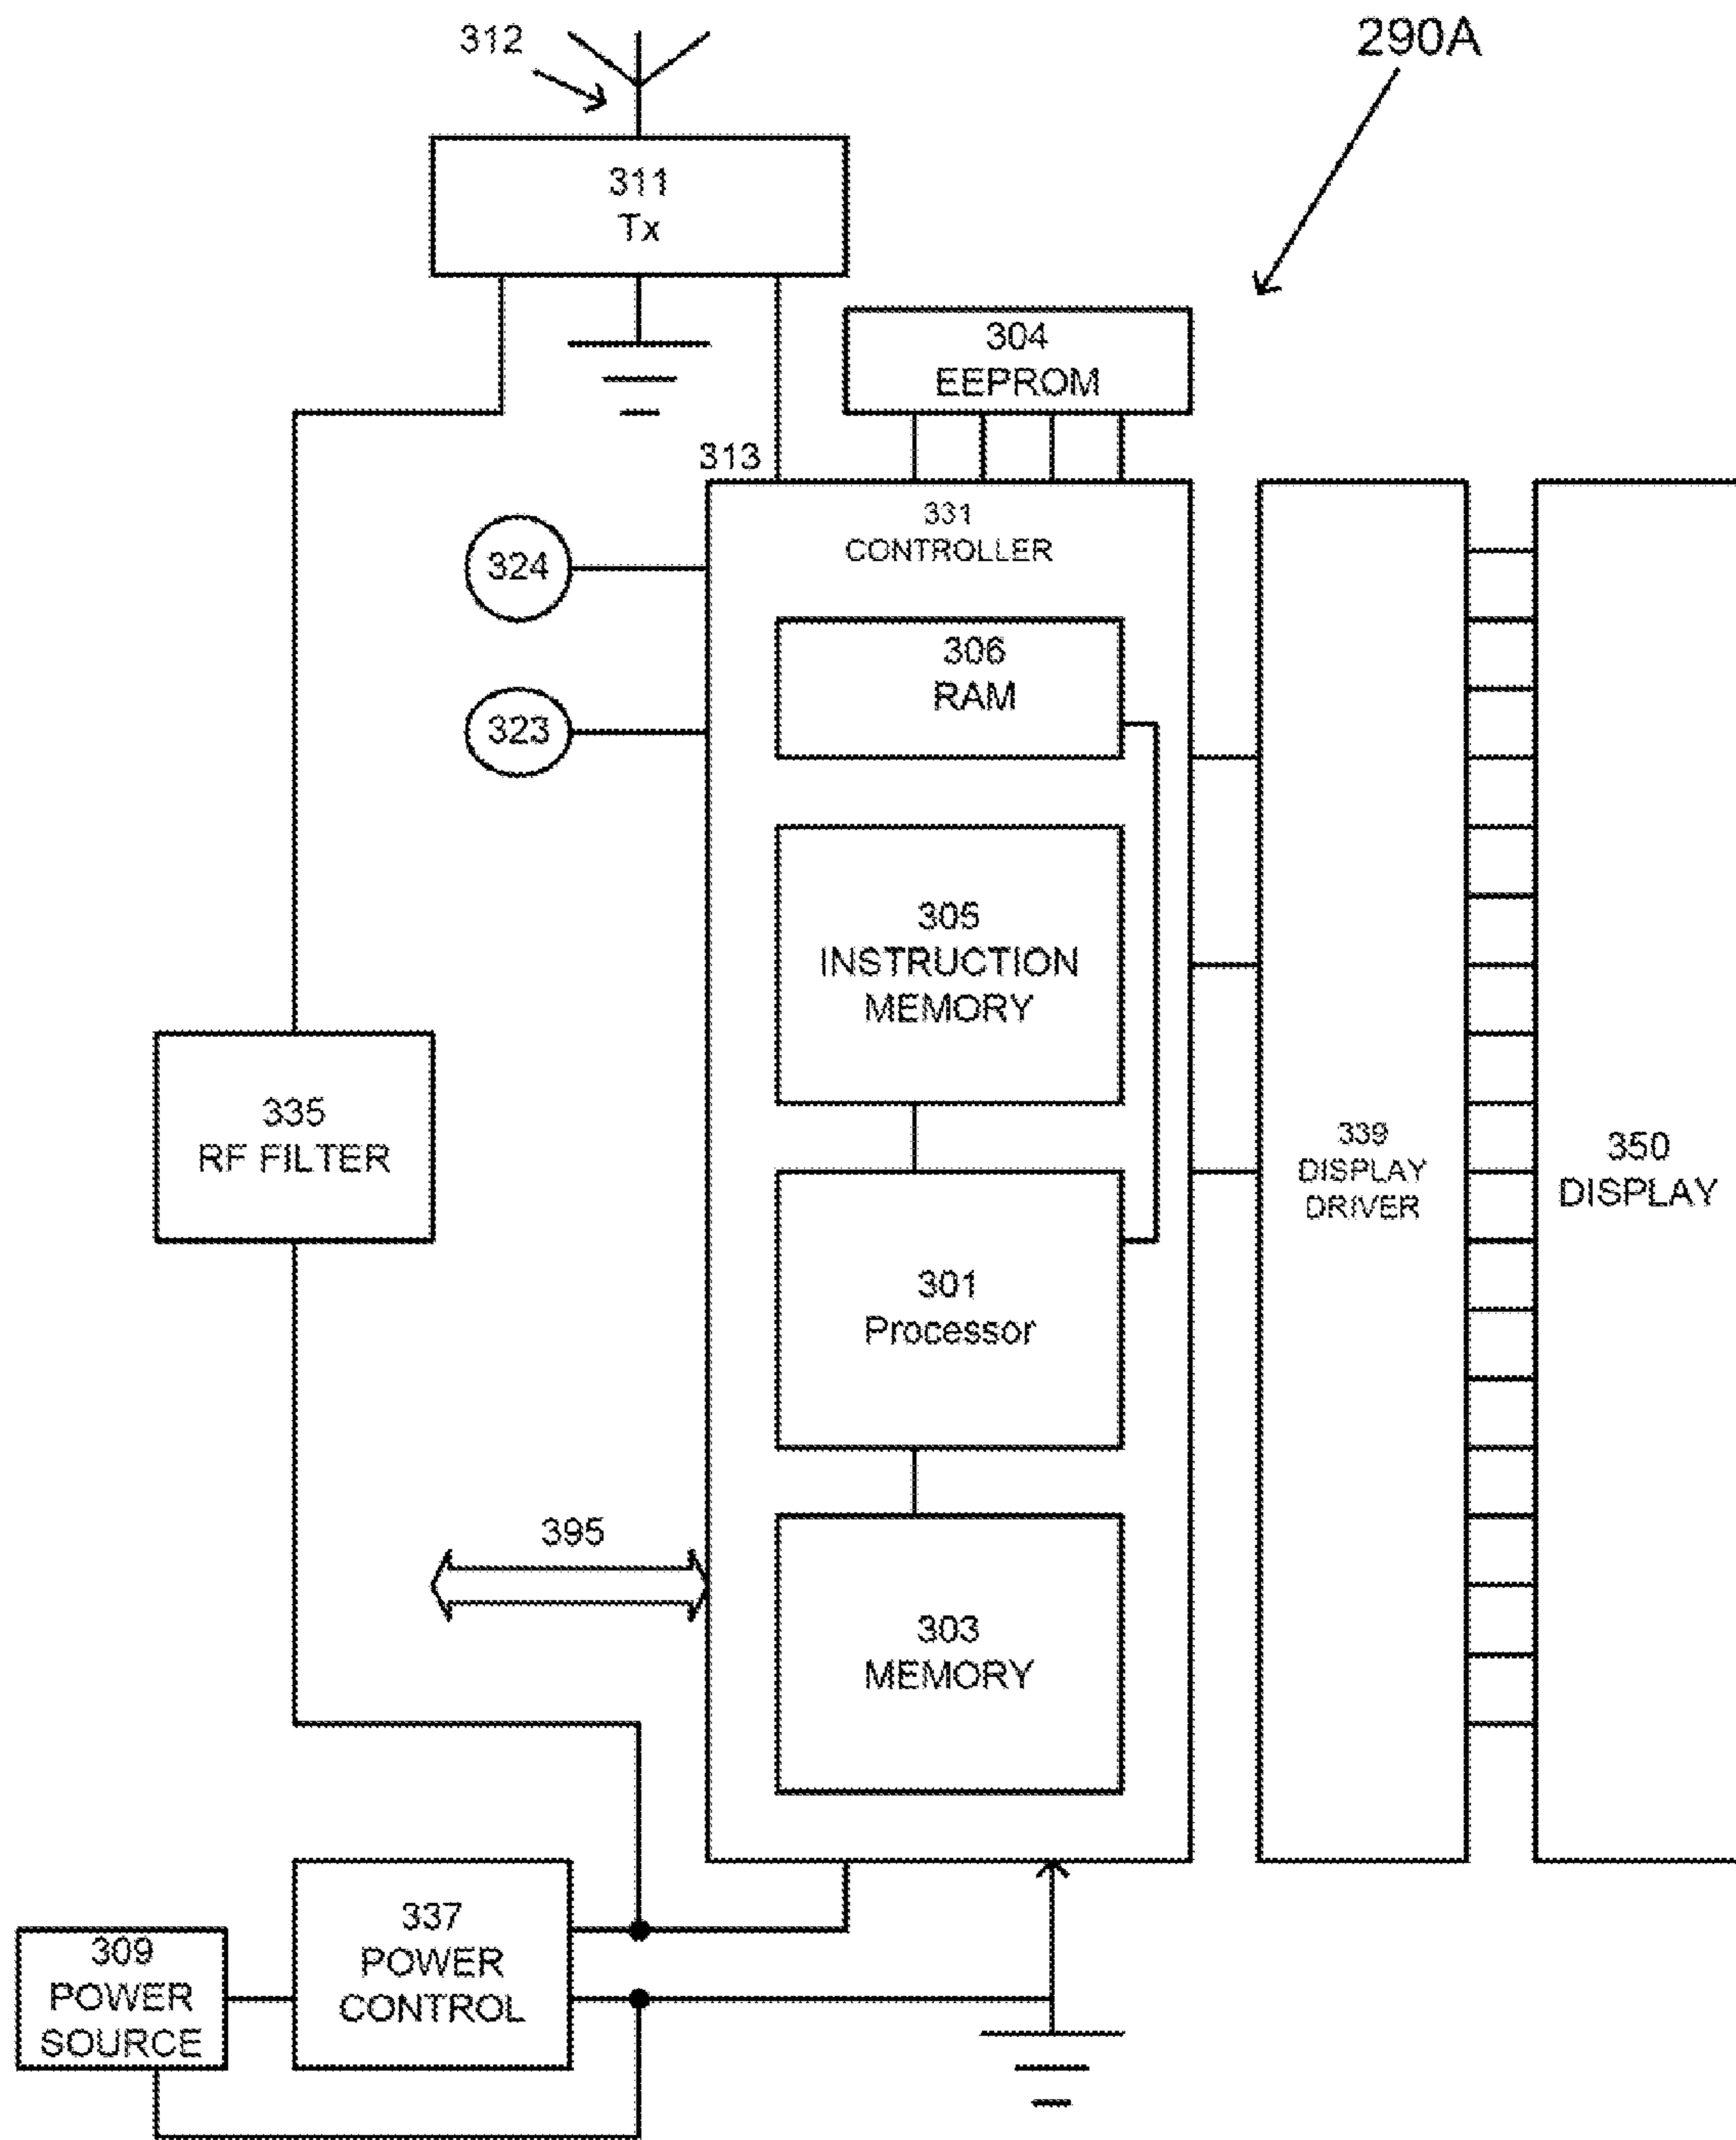 312
290A
311
Tx
304
EEPROM
313
331
CONTROLLER
324
306
RAM
323
305
INSTRUCTION
MEMORY
335
RF FILTER
339
DISPLAY
DRIVER
350
DISPLAY
301
Processor
395
303
MEMORY
337
POWER
CONTROL
309
POWER
SOURCE